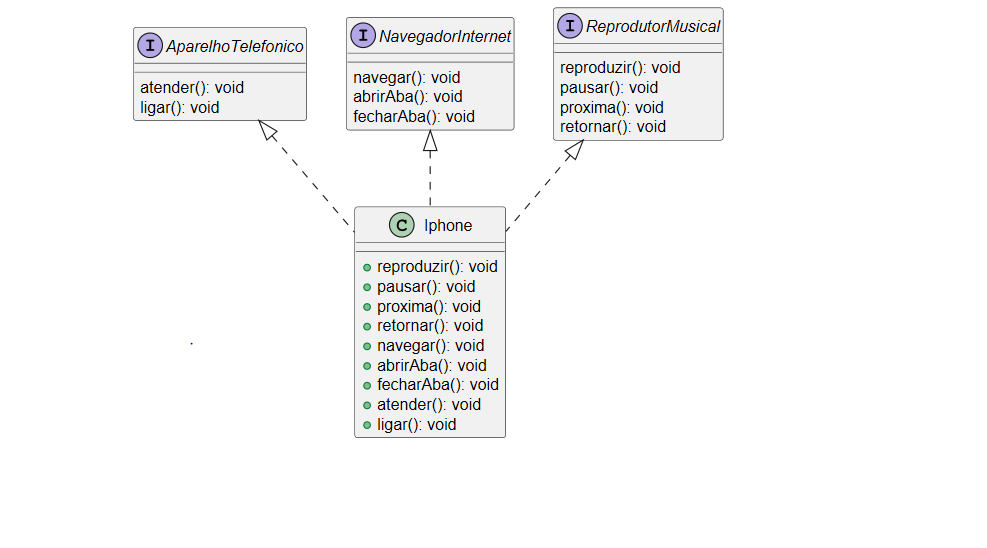 I AparelhoTelefonico
atender(): void
ligar(): void
I NavegadorInternet
navegar(): void
abrirAba(): void
fecharAba(): void
I ReprodutorMusical
reproduzir(): void
pausar(): void
proxima(): void
retornar(): void
C Iphone
reproduzir(): void
pausar(): void
proxima(): void
retornar(): void
navegar(): void
abrirAba(): void
fecharAba(): void
atender(): void
ligar(): void